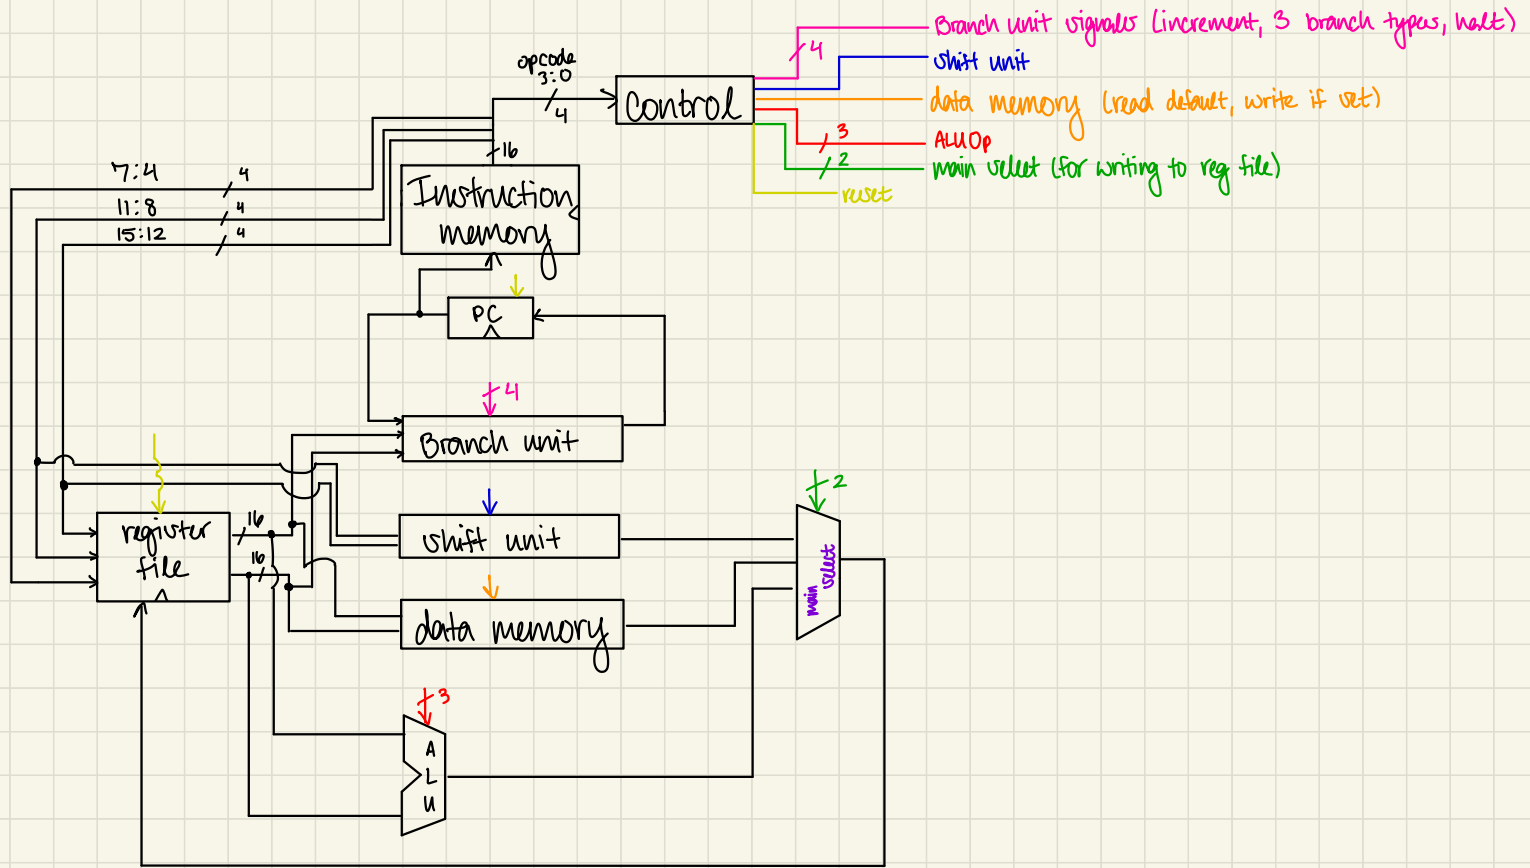 Branch unit signals (increment, 3 branch types, halt)
4
shift unit
opcode
3:0
4
control
data memory (read default, write if set)
3
ALUOp
2
main select (for writing to reg file)
reset
16
7:4
4
11:8
4
15:12
4
Instruction
memory
PC
4
Branch unit
2
register
file
16
16
shift unit
main
select
data memory
3
A
L
U